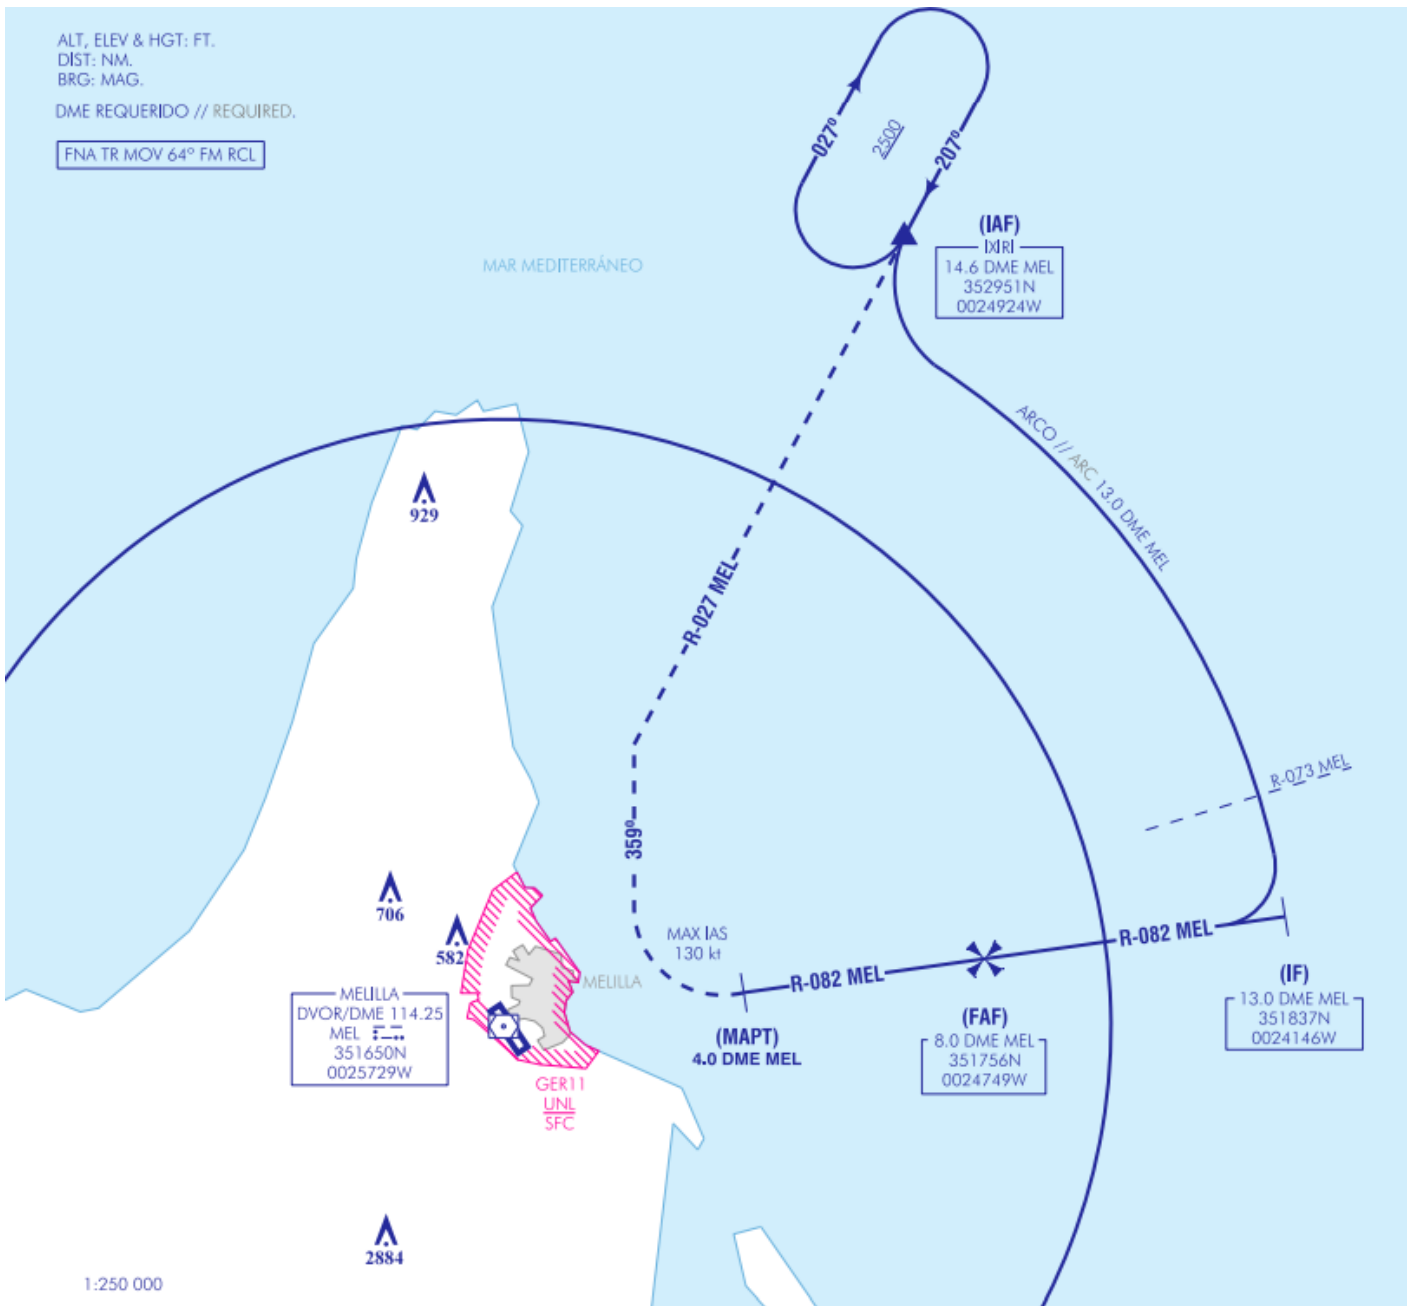 ALT, ELEV & HGT: FT.
DIST: NM.
BRG: MAG.
DME REQUERIDO // REQUIRED.
FNA TR MOV 64º FM RCL
027º
2500
207º
(IAF)
IXIRI
14.6 DME MEL
352951N
0024924W
MAR MEDITERRÁNEO
ARCO // ARC 13.0 DME MEL
929
R-027 MEL
R-073 MEL
359º
706
582
MAX IAS
130 kt
R-082 MEL
R-082 MEL
MELILLA
MELILLA
DVOR/DME 114.25
MEL
351650N
0025729W
(MAPT)
4.0 DME MEL
(FAF)
8.0 DME MEL
351756N
0024749W
(IF)
13.0 DME MEL
351837N
0024146W
GER11
UNL
SFC
2884
1:250 000